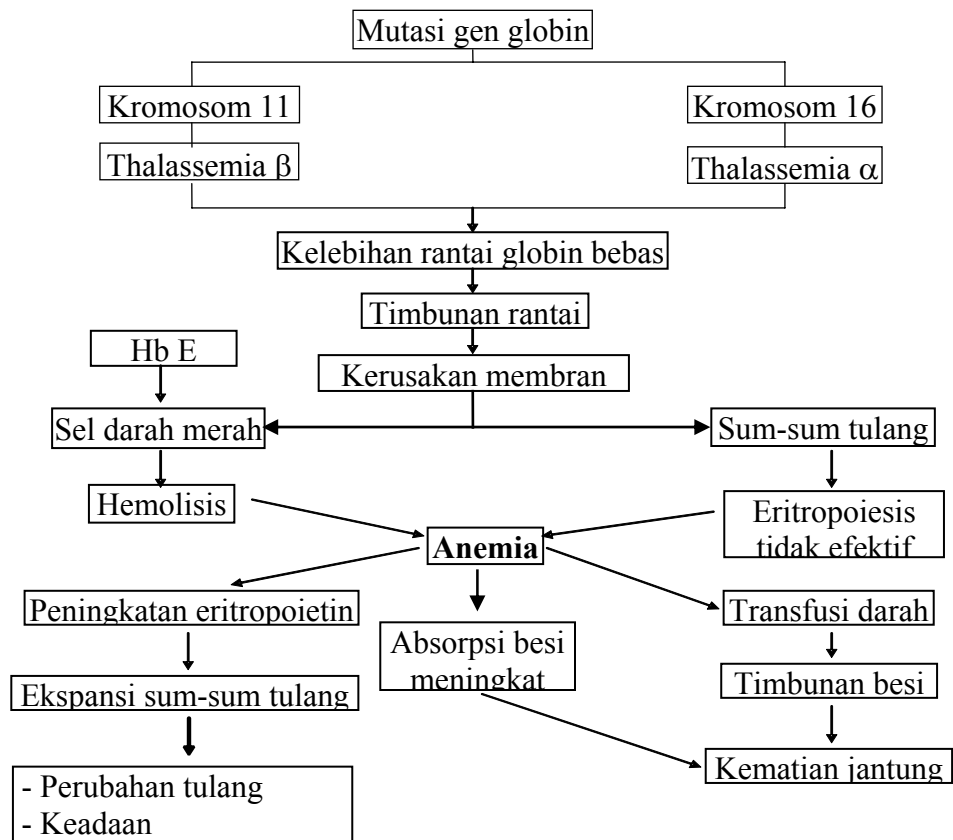 Mutasi gen globin
Kromosom 11
Kromosom 16
Thalassemia β
Thalassemia α
Kelebihan rantai globin bebas
Timbunan rantai
Hb E
Kerusakan membran
Sel darah merah
Sum-sum tulang
Hemolisis
Eritropoiesis
tidak efektif
Anemia
Peningkatan eritropoietin
Absorpsi besi
meningkat
Transfusi darah
Ekspansi sum-sum tulang
Timbunan besi
Kematian jantung
- Perubahan tulang
- Keadaan